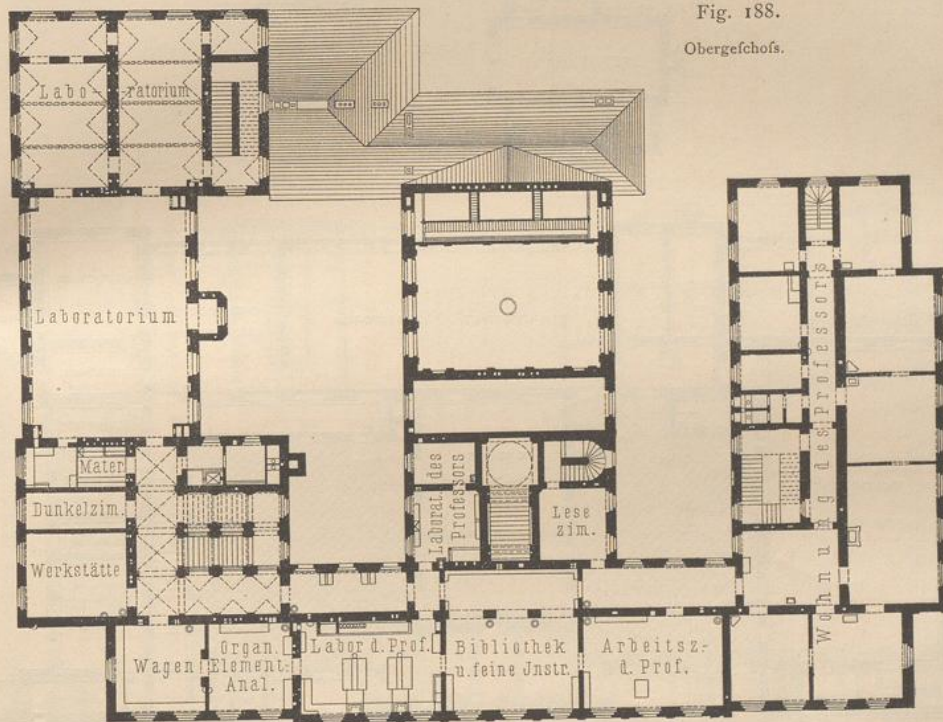 Fig. 188.
Obergeſchoſs.
Labo-
ratorium
Laboratorium
Mater
Dunkelzim.
Werkstätte
Wagen
Organ.
Element.-
Anal.
Labor d. Prof.
Laborat. des
Professors
Lese
zim.
Bibliothek
u. feine Jnstr.
Arbeitsz.-
d. Prof.
Wohnung des Professors